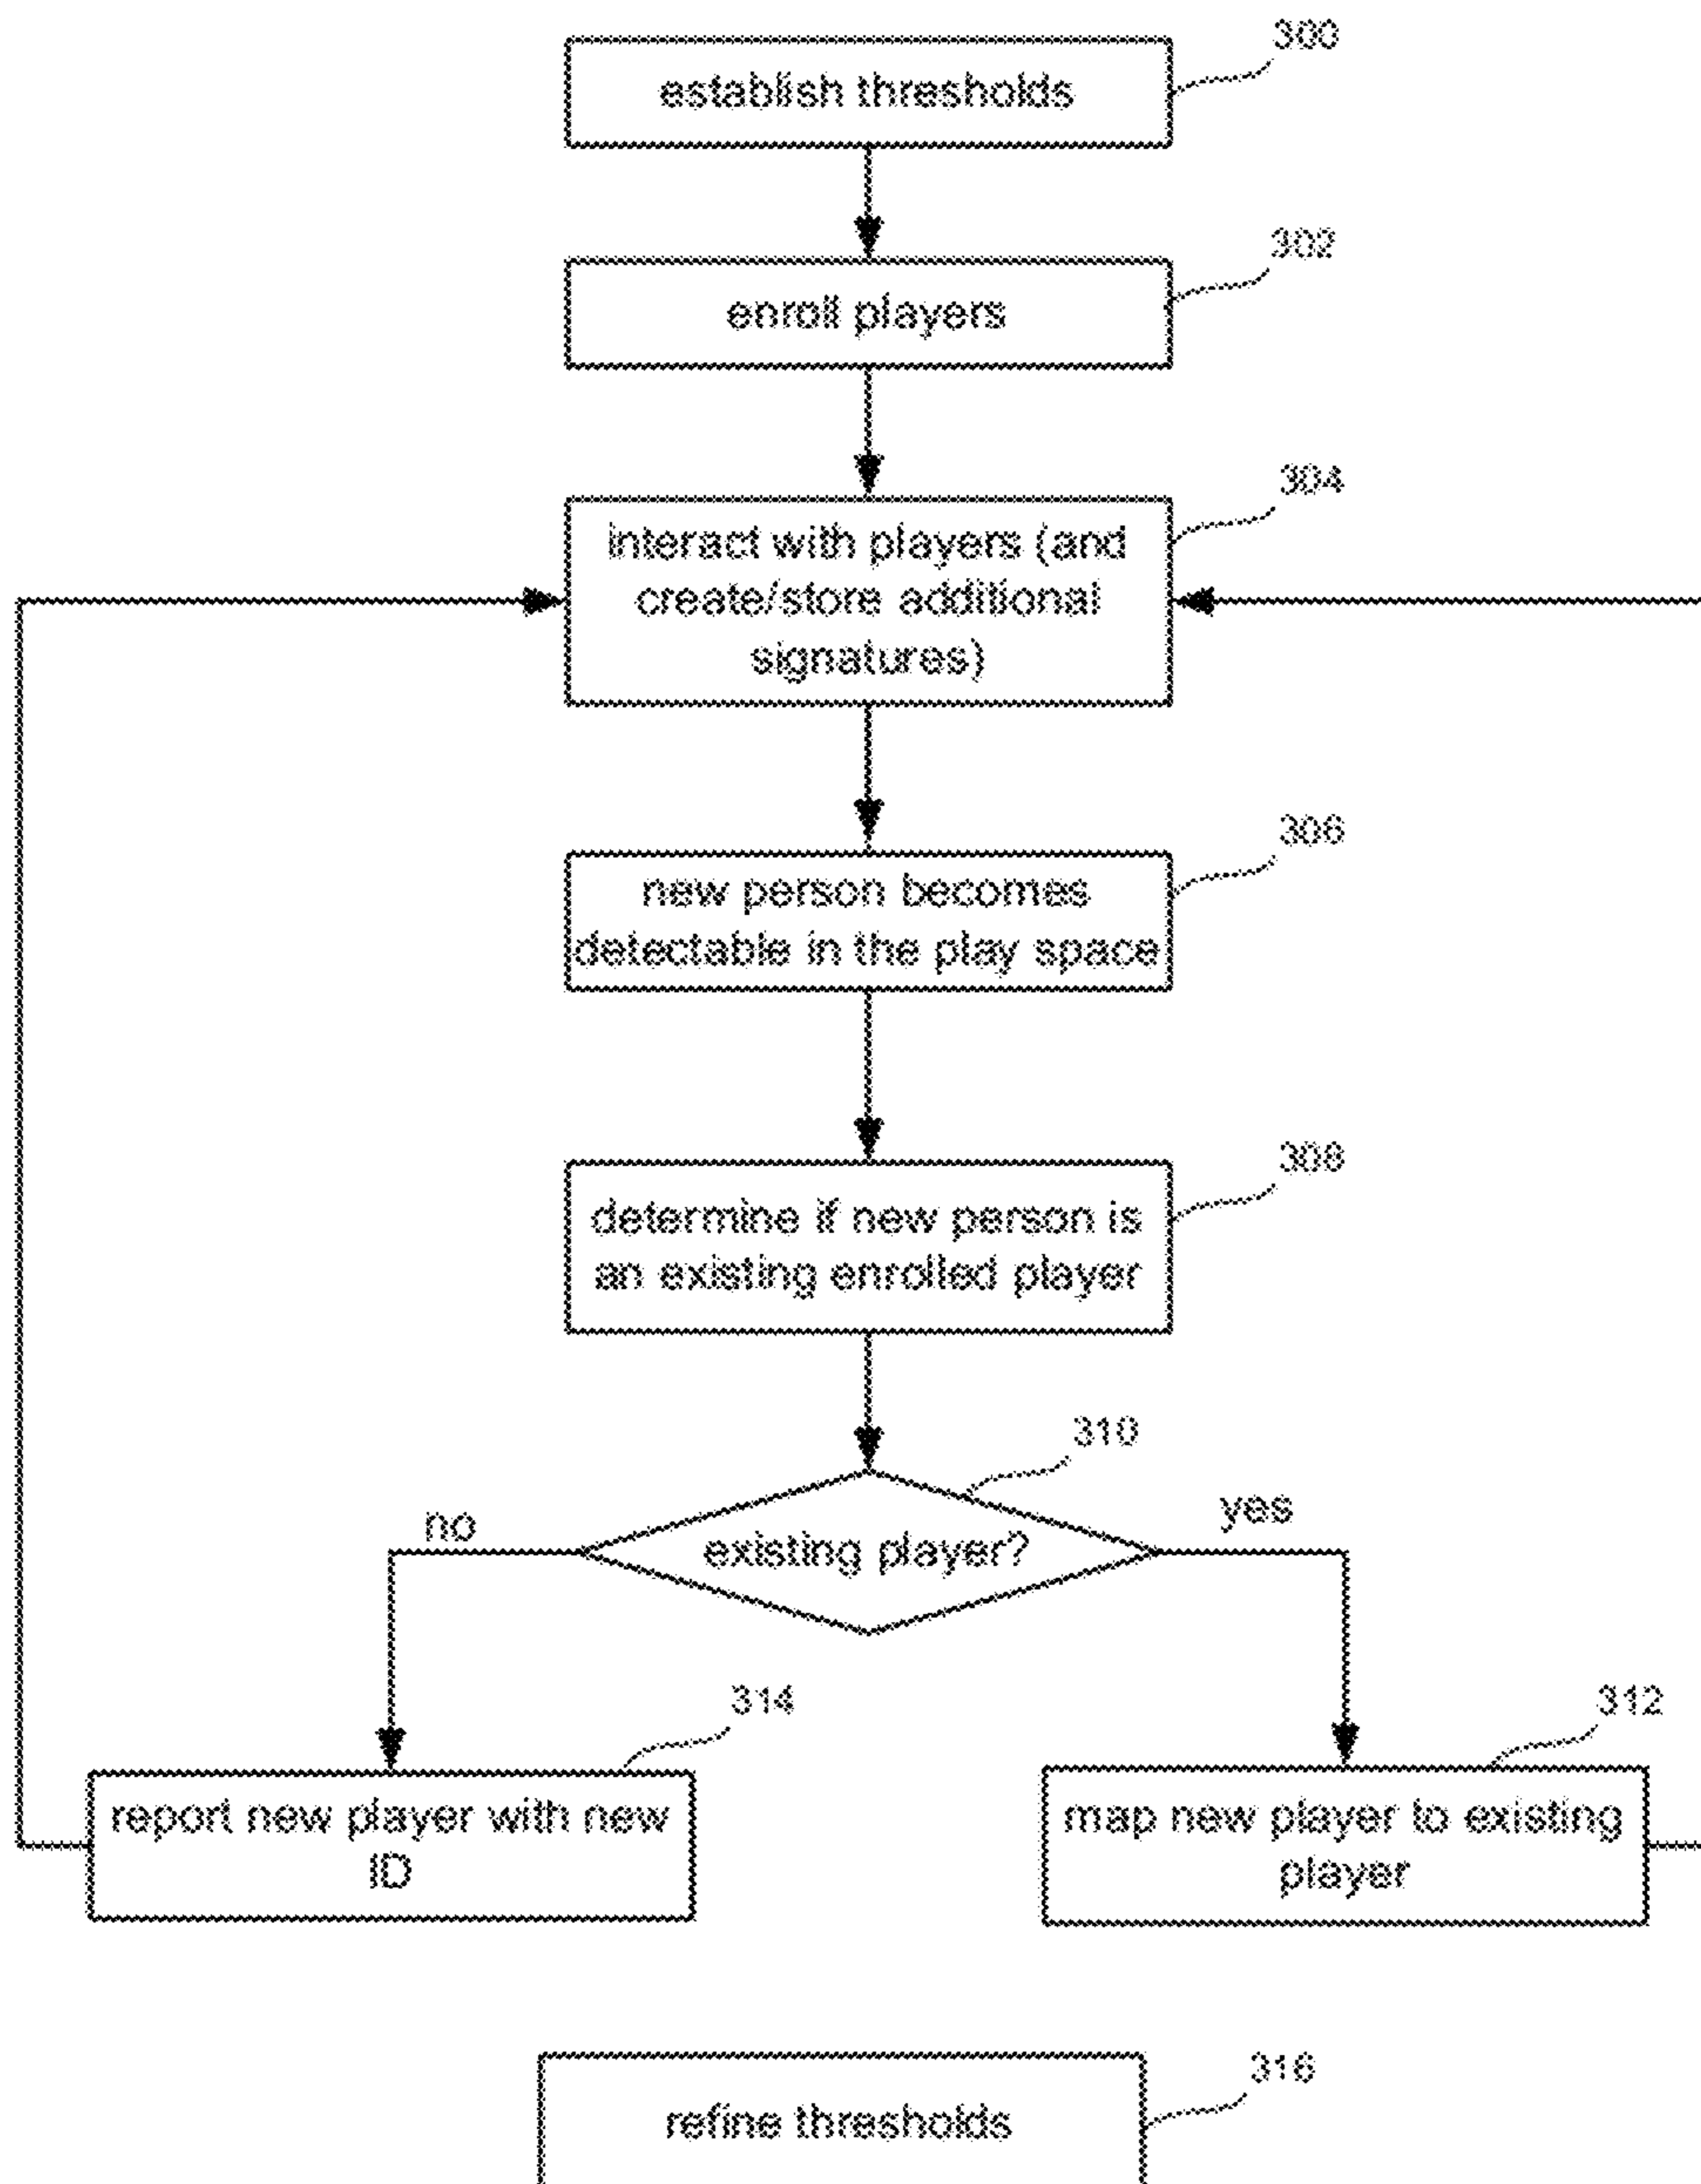 300
establish thresholds
302
enroll players
304
interact with players (and
create/store additional
signatures)
306
new person becomes
detectable in the play space
308
determine if new person is
an existing enrolled player
310
no
yes
existing player?
314
312
report new player with new
ID
map new player to existing
player
316
refine thresholds